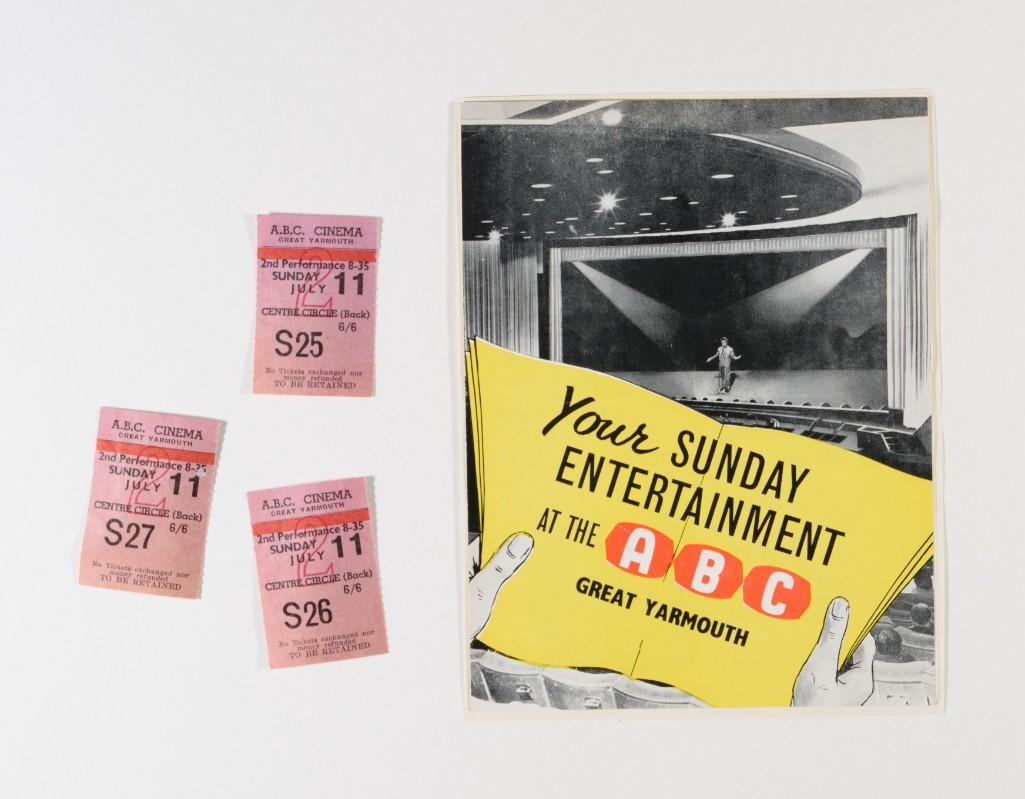 A.B.C. CINEMA
GREAT YARMOUTH
2
2nd Performance 8-35
SUNDAY
JULY 11
CENTRE CIRCLE (Back)
6/6
S25
No Tickets exchanged nor
money refunded
TO BE RETAINED
A.B.C. CINEMA
GREAT YARMOUTH
2
2nd Performance 8-35
SUNDAY
JULY 11
CENTRE CIRCLE (Back)
6/6
S27
No Tickets exchanged nor
money refunded
TO BE RETAINED
A.B.C. CINEMA
GREAT YARMOUTH
2
2nd Performance 8-35
SUNDAY
JULY 11
CENTRE CIRCLE (Back)
6/6
S26
No Tickets exchanged nor
money refunded
TO BE RETAINED
Your SUNDAY
ENTERTAINMENT
AT THE ABC
GREAT YARMOUTH